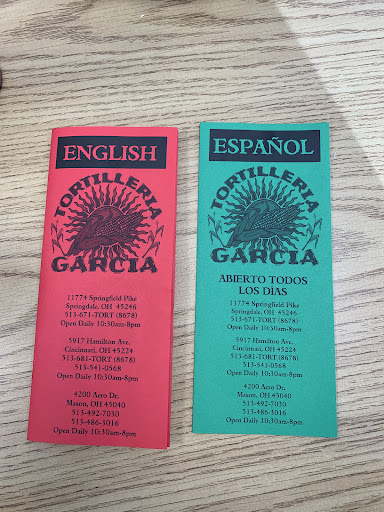 ENGLISH
TORTILLERIA
GARCIA
11774 Springfield Pike
Springdale, OH 45246
513-671-TORT (8678)
Open Daily 10:30am-8pm
5917 Hamilton Ave.
Cincinnati, OH 45224
513-681-TORT (8678)
513-541-0568
Open Daily 10:30am-8pm
4200 Aero Dr.
Mason, OH 45040
513-492-7030
513-486-3016
Open Daily 10:30am-8pm
ESPAÑOL
TORTILLERIA
GARCIA
ABIERTO TODOS
LOS DIAS
11774 Springfield Pike
Springdale, OH 45246
513-671-TORT (8678)
Open Daily 10:30am-8pm
5917 Hamilton Ave.
Cincinnati, OH 45224
513-681-TORT (8678)
513-541-0568
Open Daily 10:30am-8pm
4200 Aero Dr.
Mason, OH 45040
513-492-7030
513-486-3016
Open Daily 10:30am-8pm